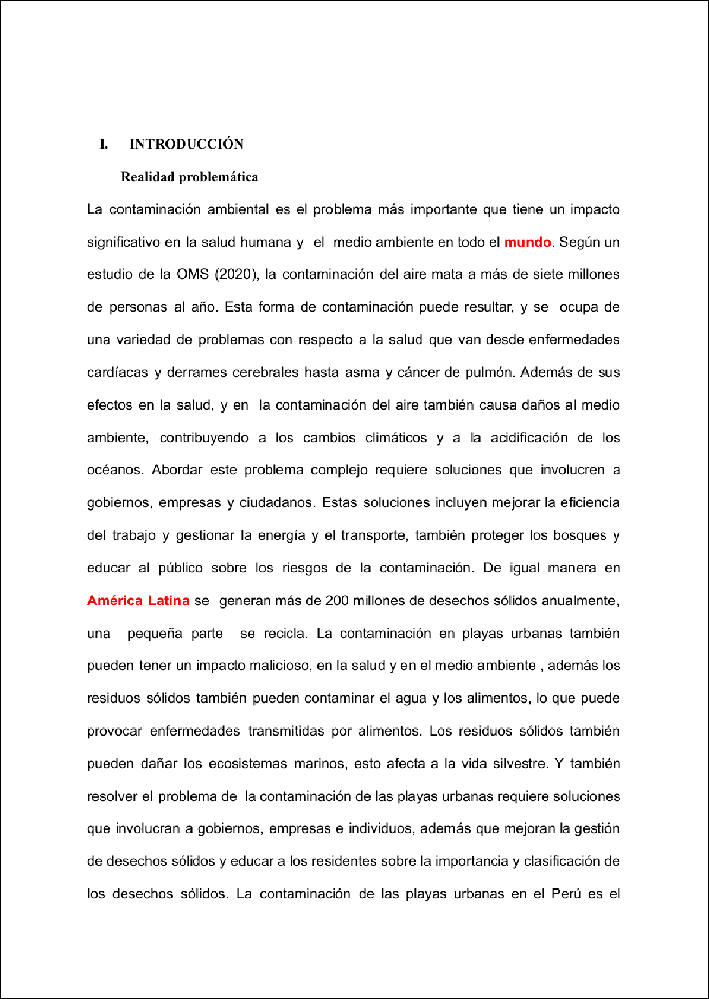 I. INTRODUCCIÓN
Realidad problemática
La contaminación ambiental es el problema más importante que tiene un impacto
significativo en la salud humana y el medio ambiente en todo el mundo. Según un
estudio de la OMS (2020), la contaminación del aire mata a más de siete millones
de personas al año. Esta forma de contaminación puede resultar, y se ocupa de
una variedad de problemas con respecto a la salud que van desde enfermedades
cardíacas y derrames cerebrales hasta asma y cáncer de pulmón. Además de sus
efectos en la salud, y en la contaminación del aire también causa daños al medio
ambiente, contribuyendo a los cambios climáticos y a la acidificación de los
océanos. Abordar este problema complejo requiere soluciones que involucren a
gobiernos, empresas y ciudadanos. Estas soluciones incluyen mejorar la eficiencia
del trabajo y gestionar la energía y el transporte, también proteger los bosques y
educar al público sobre los riesgos de la contaminación. De igual manera en
América Latina se generan más de 200 millones de desechos sólidos anualmente,
una pequeña parte se recicla. La contaminación en playas urbanas también
pueden tener un impacto malicioso, en la salud y en el medio ambiente , además los
residuos sólidos también pueden contaminar el agua y los alimentos, lo que puede
provocar enfermedades transmitidas por alimentos. Los residuos sólidos también
pueden dañar los ecosistemas marinos, esto afecta a la vida silvestre. Y también
resolver el problema de la contaminación de las playas urbanas requiere soluciones
que involucran a gobiernos, empresas e individuos, además que mejoran la gestión
de desechos sólidos y educar a los residentes sobre la importancia y clasificación de
los desechos sólidos. La contaminación de las playas urbanas en el Perú es el